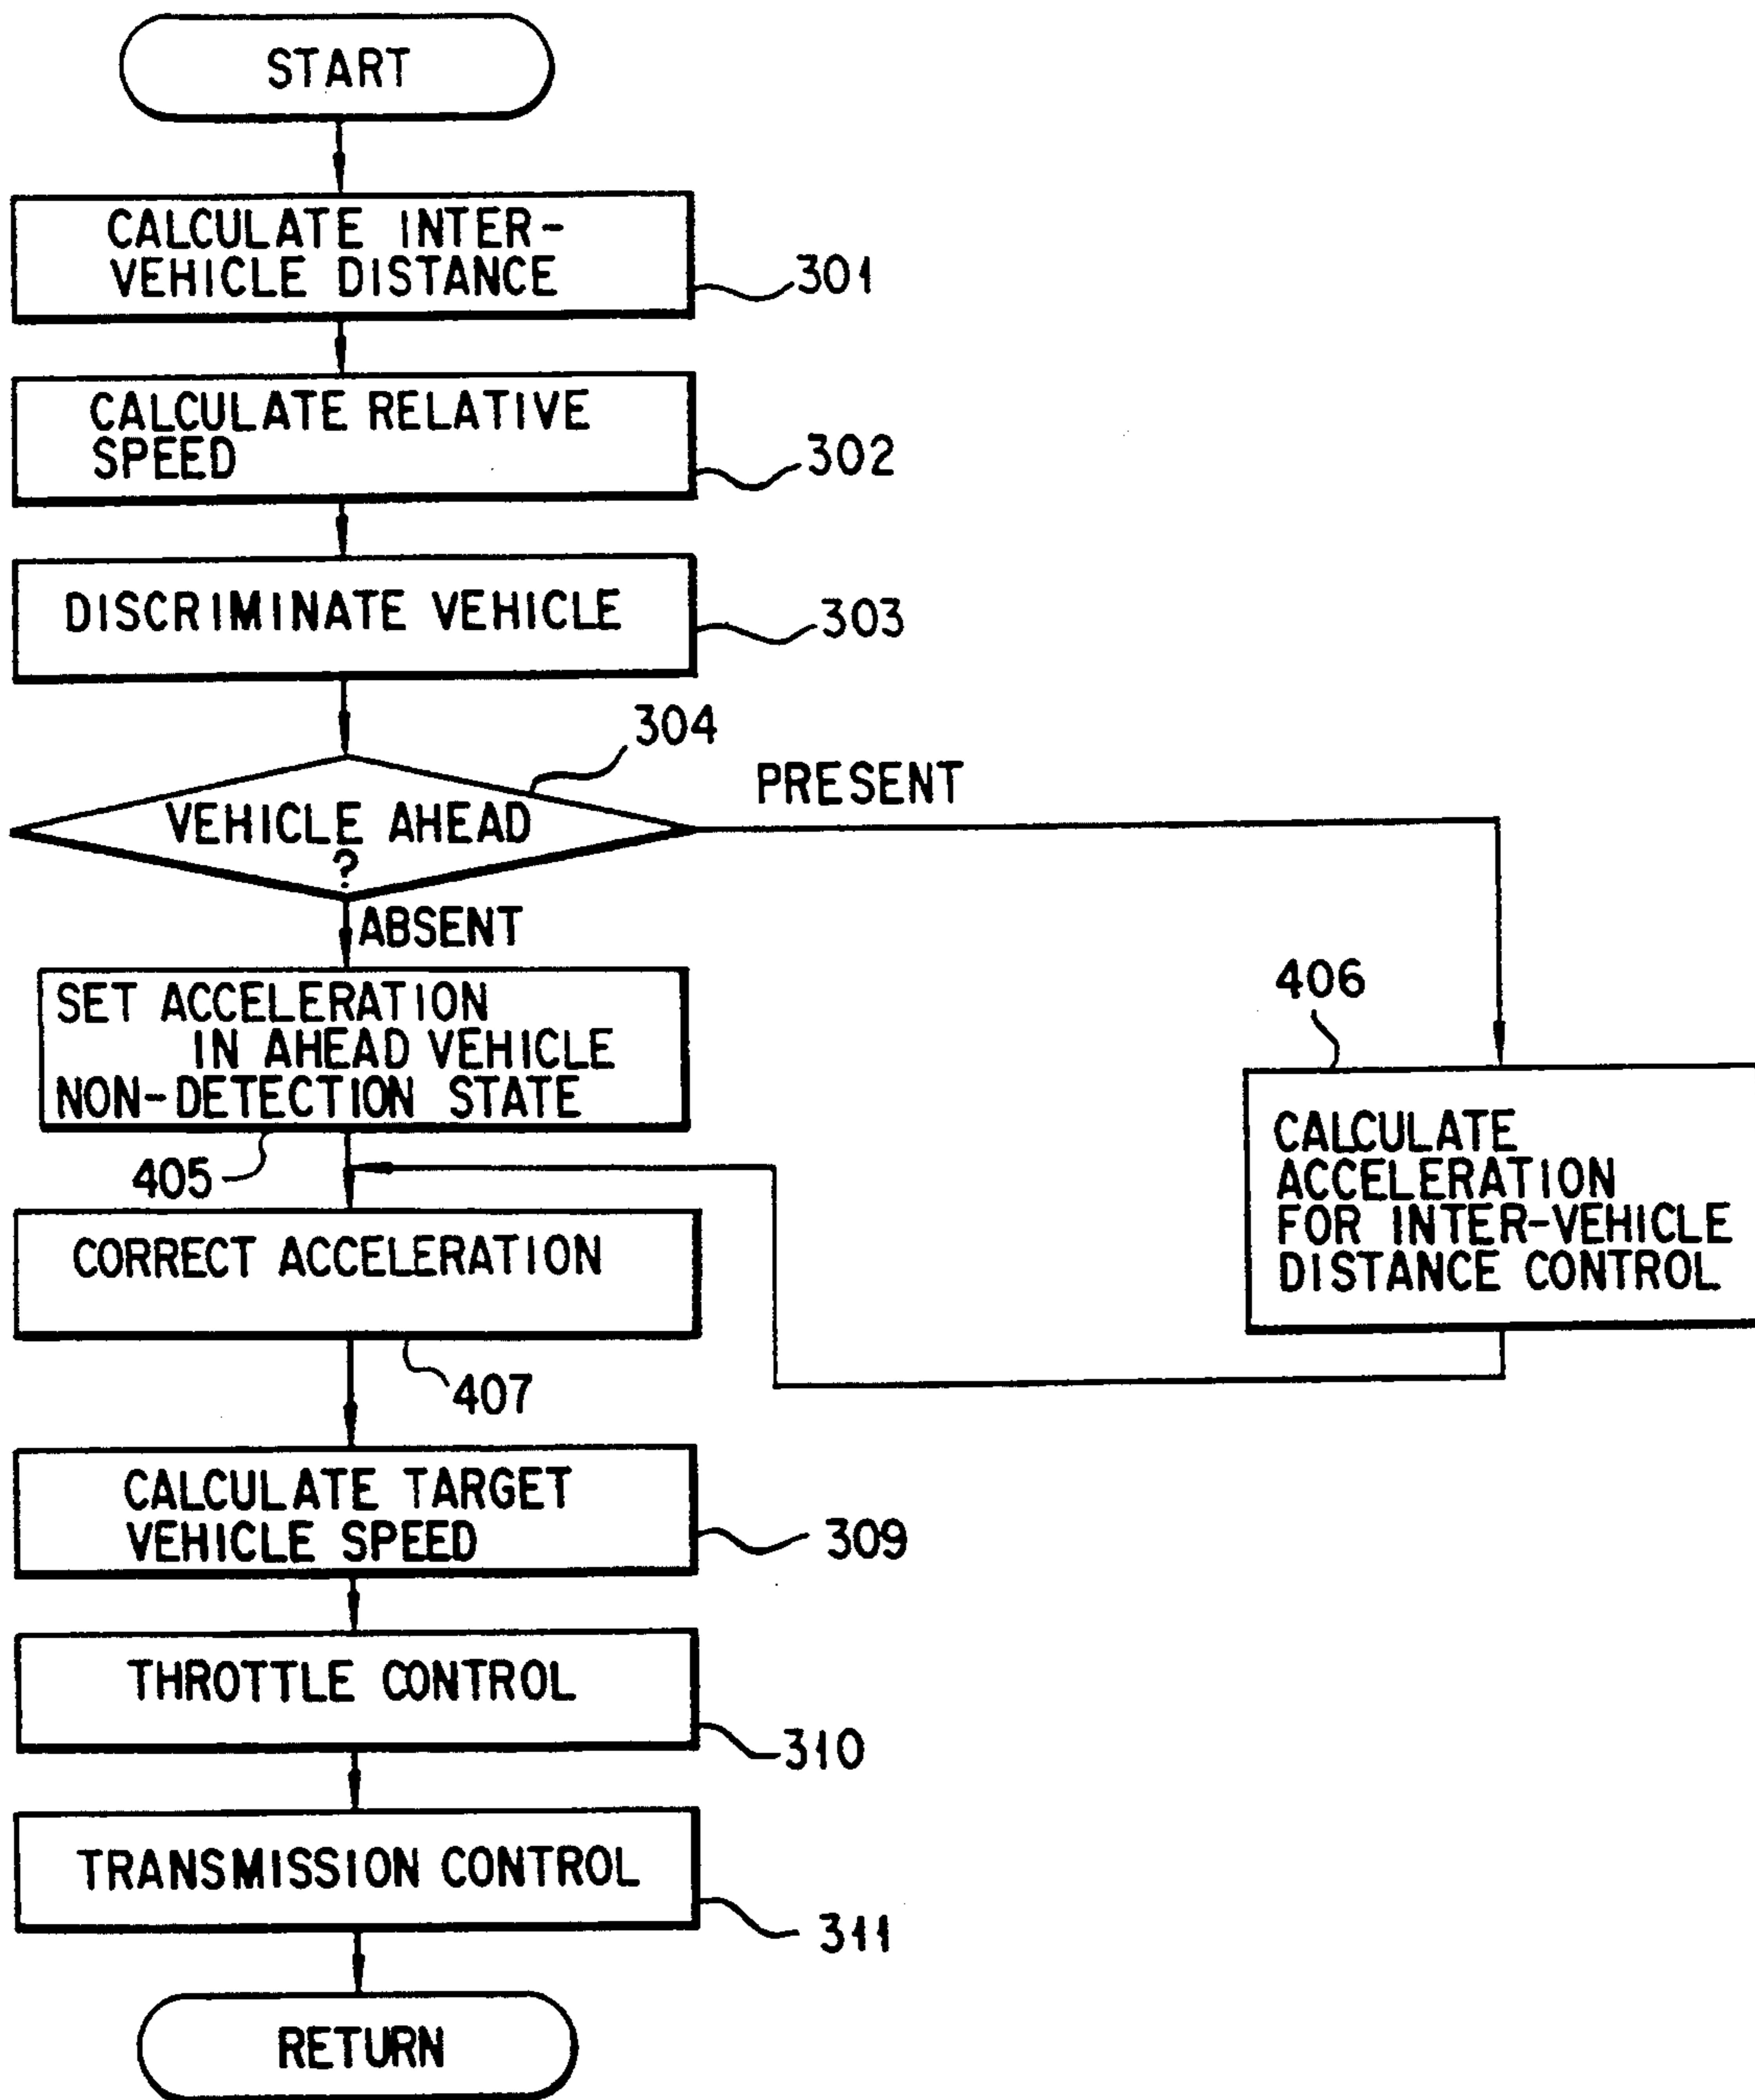 START
CALCULATE INTER-
VEHICLE DISTANCE
301
CALCULATE RELATIVE
SPEED
302
DISCRIMINATE VEHICLE
303
304
VEHICLE AHEAD
?
PRESENT
ABSENT
SET ACCELERATION
IN AHEAD VEHICLE
NON-DETECTION STATE
405
406
CALCULATE
ACCELERATION
FOR INTER-VEHICLE
DISTANCE CONTROL
CORRECT ACCELERATION
407
CALCULATE TARGET
VEHICLE SPEED
309
THROTTLE CONTROL
310
TRANSMISSION CONTROL
311
RETURN